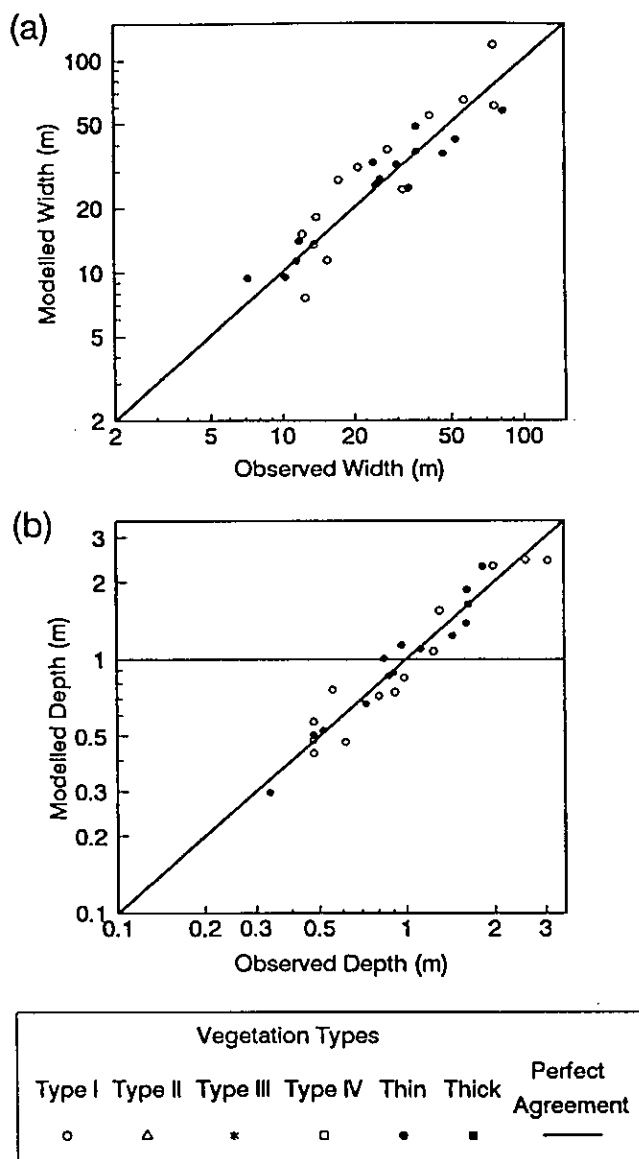 (a)
100
50
20
10
5
2
Modelled Width (m)
2 5 10 20 50 100
Observed Width (m)
(b)
3
2
1
0.5
0.3
0.2
0.1
Modelled Depth (m)
0.1 0.2 0.3 0.5 1 2 3
Observed Depth (m)
Vegetation Types
Type I Type II Type III Type IV Thin Thick Perfect Agreement